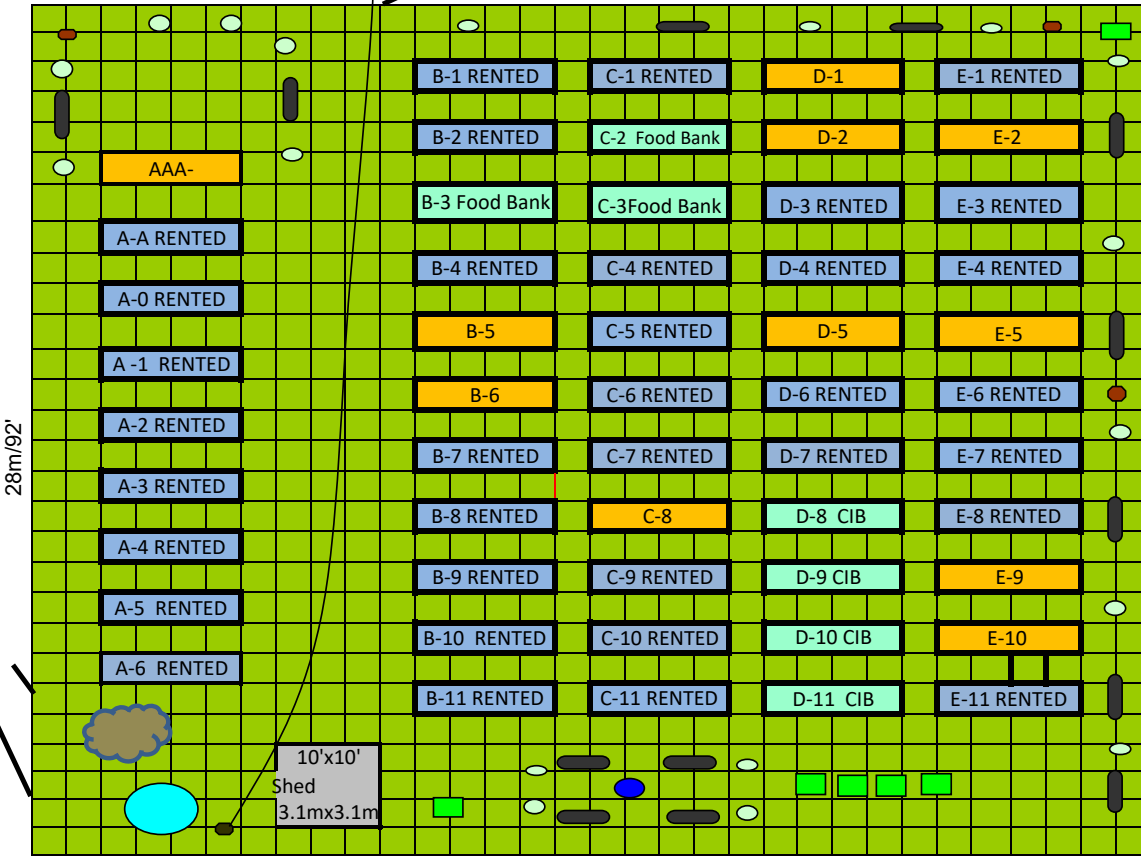 B-1 RENTED
C-1 RENTED
D-1
E-1 RENTED
B-2 RENTED
C-2 Food Bank
D-2
E-2
AAA-
B-3 Food Bank
C-3Food Bank
D-3 RENTED
E-3 RENTED
A-A RENTED
B-4 RENTED
C-4 RENTED
D-4 RENTED
E-4 RENTED
A-0 RENTED
B-5
C-5 RENTED
D-5
E-5
A -1 RENTED
B-6
C-6 RENTED
D-6 RENTED
E-6 RENTED
A-2 RENTED
28m/92'
B-7 RENTED
C-7 RENTED
D-7 RENTED
E-7 RENTED
A-3 RENTED
B-8 RENTED
C-8
D-8 CIB
E-8 RENTED
A-4 RENTED
B-9 RENTED
C-9 RENTED
D-9 CIB
E-9
A-5 RENTED
B-10 RENTED
C-10 RENTED
D-10 CIB
E-10
A-6 RENTED
B-11 RENTED
C-11 RENTED
D-11 CIB
E-11 RENTED
10'x10'
Shed
3.1mx3.1m